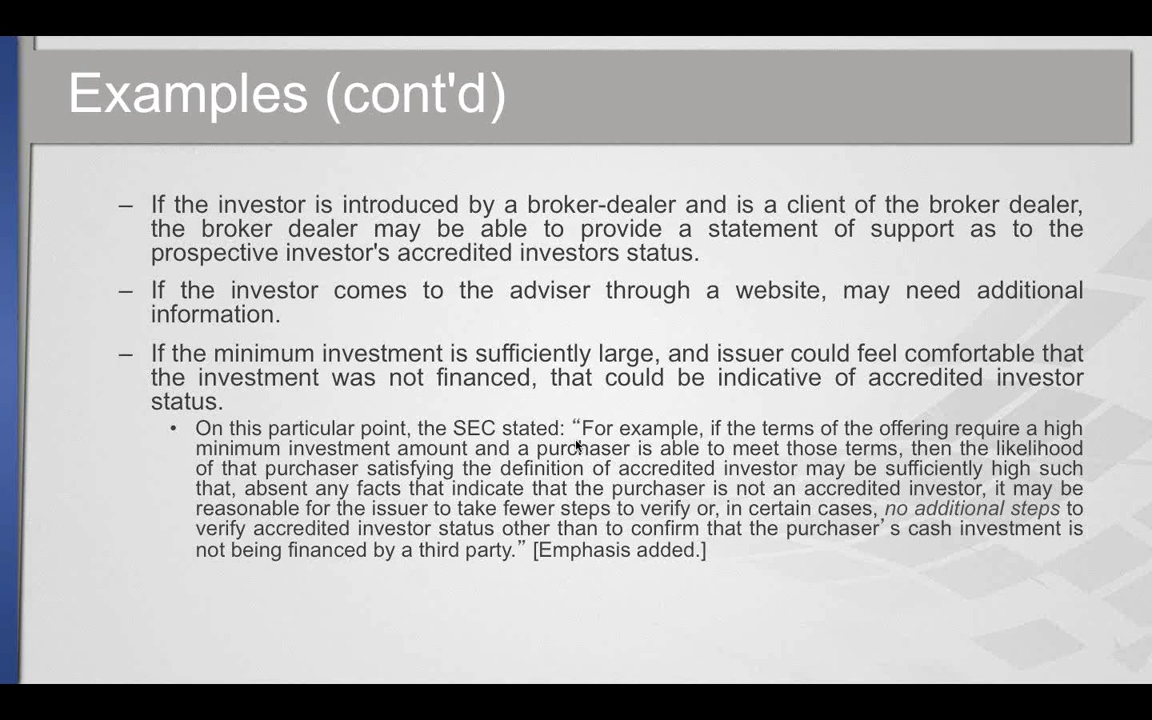 Examples (cont'd)
– If the investor is introduced by a broker-dealer and is a client of the broker dealer,
the broker dealer may be able to provide a statement of support as to the
prospective investor's accredited investors status.
– If the investor comes to the adviser through a website, may need additional
information.
– If the minimum investment is sufficiently large, and issuer could feel comfortable that
the investment was not financed, that could be indicative of accredited investor
status.
• On this particular point, the SEC stated: “For example, if the terms of the offering require a high
minimum investment amount and a purchaser is able to meet those terms, then the likelihood
of that purchaser satisfying the definition of accredited investor may be sufficiently high such
that, absent any facts that indicate that the purchaser is not an accredited investor, it may be
reasonable for the issuer to take fewer steps to verify or, in certain cases, no additional steps to
verify accredited investor status other than to confirm that the purchaser’ s cash investment is
not being financed by a third party.” [Emphasis added.]